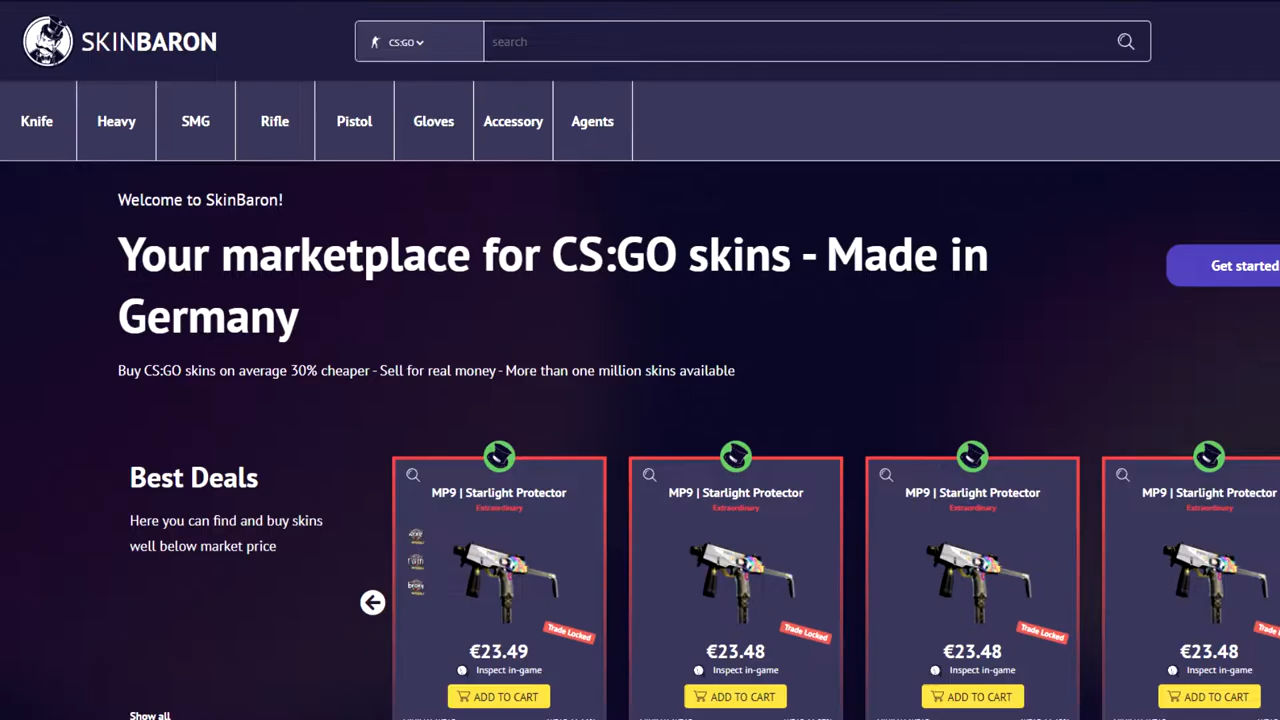 SKINBARON
CS:GO
search
Knife
Heavy
SMG
Rifle
Pistol
Gloves
Accessory
Agents
Welcome to SkinBaron!
Your marketplace for CS:GO skins - Made in
Germany
Get started
Buy CS:GO skins on average 30% cheaper - Sell for real money - More than one million skins available
Best Deals
Here you can find and buy skins
well below market price
Show all
MP9 | Starlight Protector
Extraordinary
Trade Locked
€23.49
Inspect in-game
ADD TO CART
MP9 | Starlight Protector
Extraordinary
Trade Locked
€23.48
Inspect in-game
ADD TO CART
MP9 | Starlight Protector
Extraordinary
Trade Locked
€23.48
Inspect in-game
ADD TO CART
MP9 | Starlight Protector
Extraordinary
Trade
€23.48
Inspect in-game
ADD TO CART